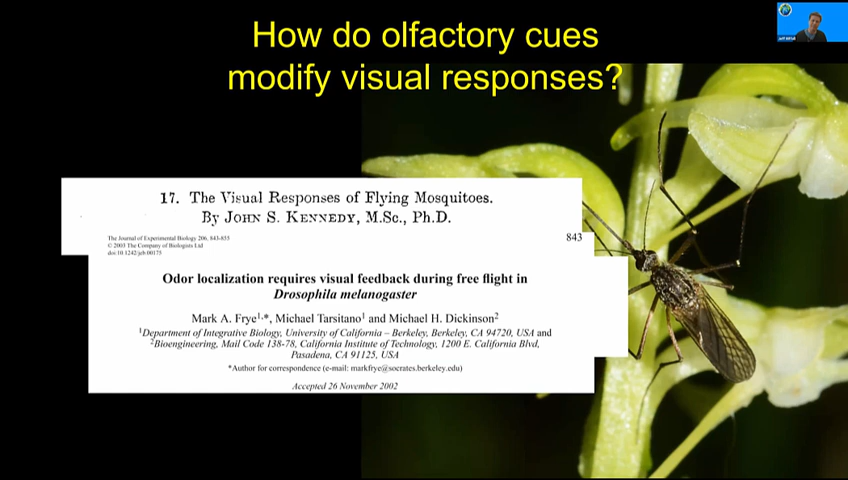 How do olfactory cues
modify visual responses?
17. The Visual Responses of Flying Mosquitoes.
By JOHN S. KENNEDY, M.Sc., Ph.D.
The Journal of Experimental Biology 206, 843-855
843
© 2003 The Company of Biologists Ltd
doi:10.1242/jeb.00175
Odor localization requires visual feedback during free flight in
Drosophila melanogaster
Mark A. Frye1,*, Michael Tarsitano1 and Michael H. Dickinson2
1Department of Integrative Biology, University of California – Berkeley, Berkeley, CA 94720, USA and
2Bioengineering, Mail Code 138-78, California Institute of Technology, 1200 E. California Blvd,
Pasadena, CA 91125, USA
*Author for correspondence (e-mail: markfrye@socrates.berkeley.edu)
Accepted 26 November 2002